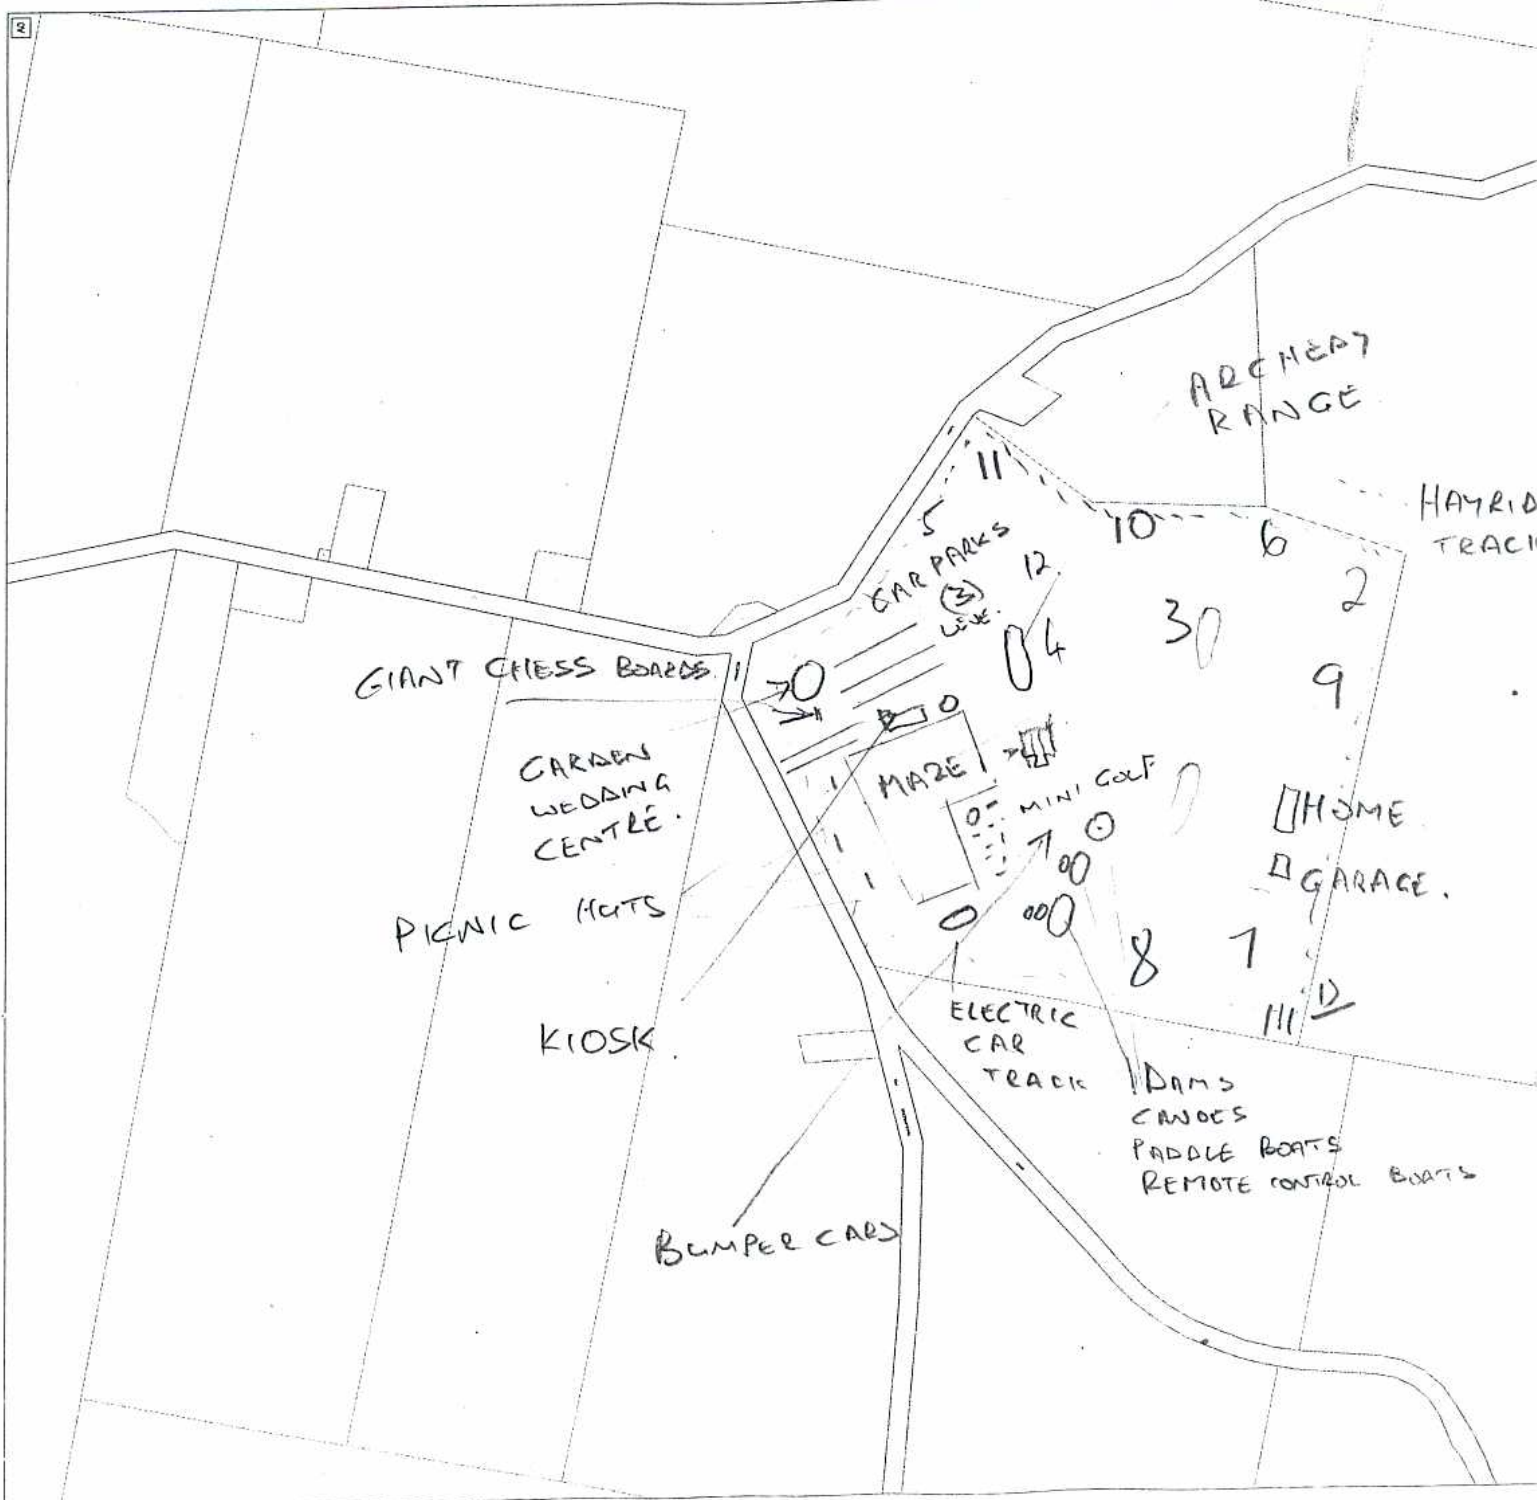 ARCHERY
RANGE
HAYRID
TRACK
11
5
10
6
2
CAR PARKS
(3)
12.
3
4
9
GIANT CHESS BOARDS.
GARDEN
WEDDING
CENTRE.
MAZE
MINI GOLF
HOME
GARAGE.
PICNIC HUTS
8
7
KIOSK.
ELECTRIC
CAR
TRACK
DAMS
CANOES
PADDLE BOATS
REMOTE CONTROL BOATS
BUMPER CARS